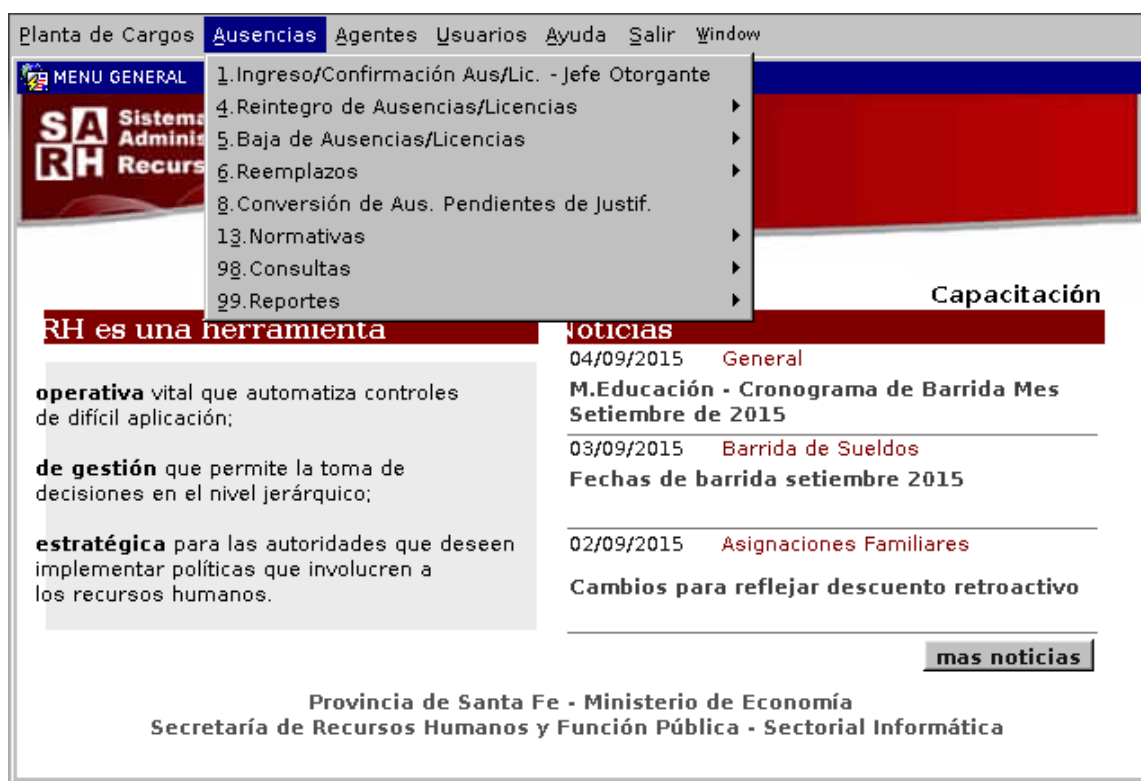 Planta de Cargos Ausencias Agentes Usuarios Ayuda Salir Window
MENU GENERAL
1.Ingreso/Confirmación Aus/Lic. - Jefe Otorgante
4.Reintegro de Ausencias/Licencias
5.Baja de Ausencias/Licencias
6.Reemplazos
8.Conversión de Aus. Pendientes de Justif.
13.Normativas
98.Consultas
99.Reportes
SA
RH
Sistema
Adminis
Recurs
Capacitación
RH es una herramienta
operativa vital que automatiza controles
de difícil aplicación;
de gestión que permite la toma de
decisiones en el nivel jerárquico;
estratégica para las autoridades que deseen
implementar políticas que involucren a
los recursos humanos.
Noticias
04/09/2015 General
M.Educación - Cronograma de Barrida Mes
Setiembre de 2015
03/09/2015 Barrida de Sueldos
Fechas de barrida setiembre 2015
02/09/2015 Asignaciones Familiares
Cambios para reflejar descuento retroactivo
mas noticias
Provincia de Santa Fe - Ministerio de Economía
Secretaría de Recursos Humanos y Función Pública - Sectorial Informática